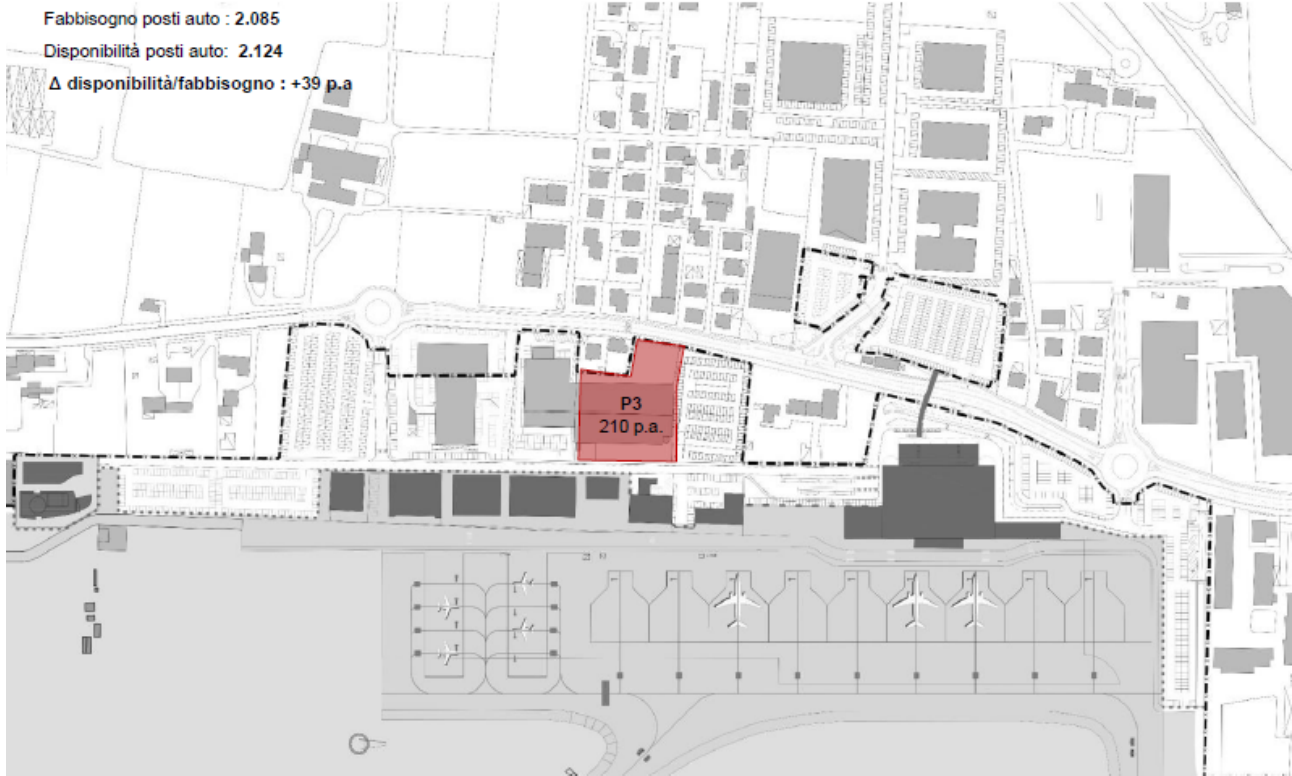 Fabbisogno posti auto : 2.085
Disponibilità posti auto: 2.124
Δ disponibilità/fabbisogno : +39 p.a
P3
210 p.a.